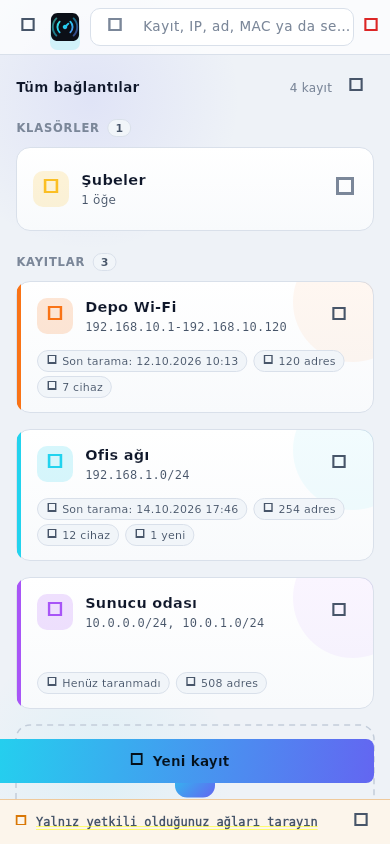 Kayıt, IP, ad, MAC ya da se...
Tüm bağlantılar
4 kayıt
KLASÖRLER 1
Şubeler
1 öğe
KAYITLAR 3
Depo Wi-Fi
192.168.10.1-192.168.10.120
Son tarama: 12.10.2026 10:13
120 adres
7 cihaz
Ofis ağı
192.168.1.0/24
Son tarama: 14.10.2026 17:46
254 adres
12 cihaz
1 yeni
Sunucu odası
10.0.0.0/24, 10.0.1.0/24
Henüz taranmadı
508 adres
Yeni kayıt
Yalnız yetkili olduğunuz ağları tarayın